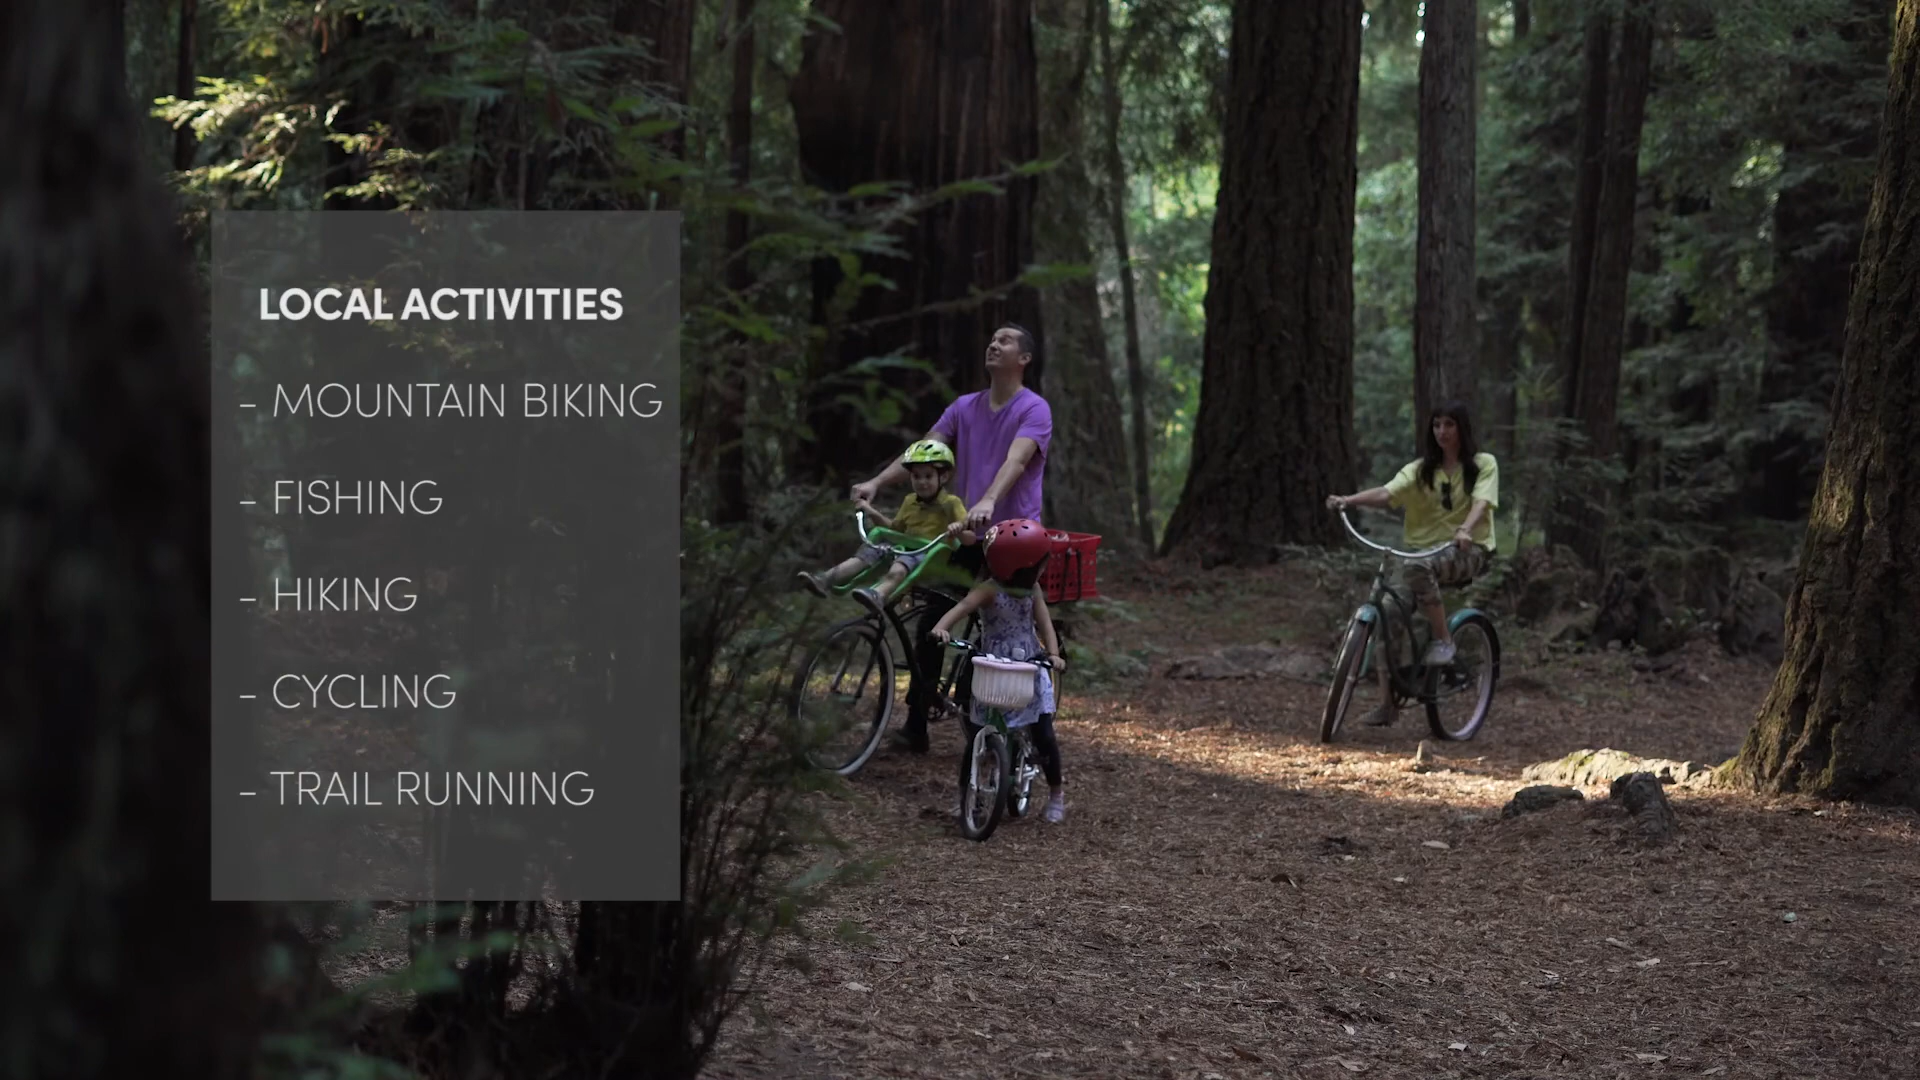 LOCAL ACTIVITIES
- MOUNTAIN BIKING
- FISHING
- HIKING
- CYCLING
- TRAIL RUNNING